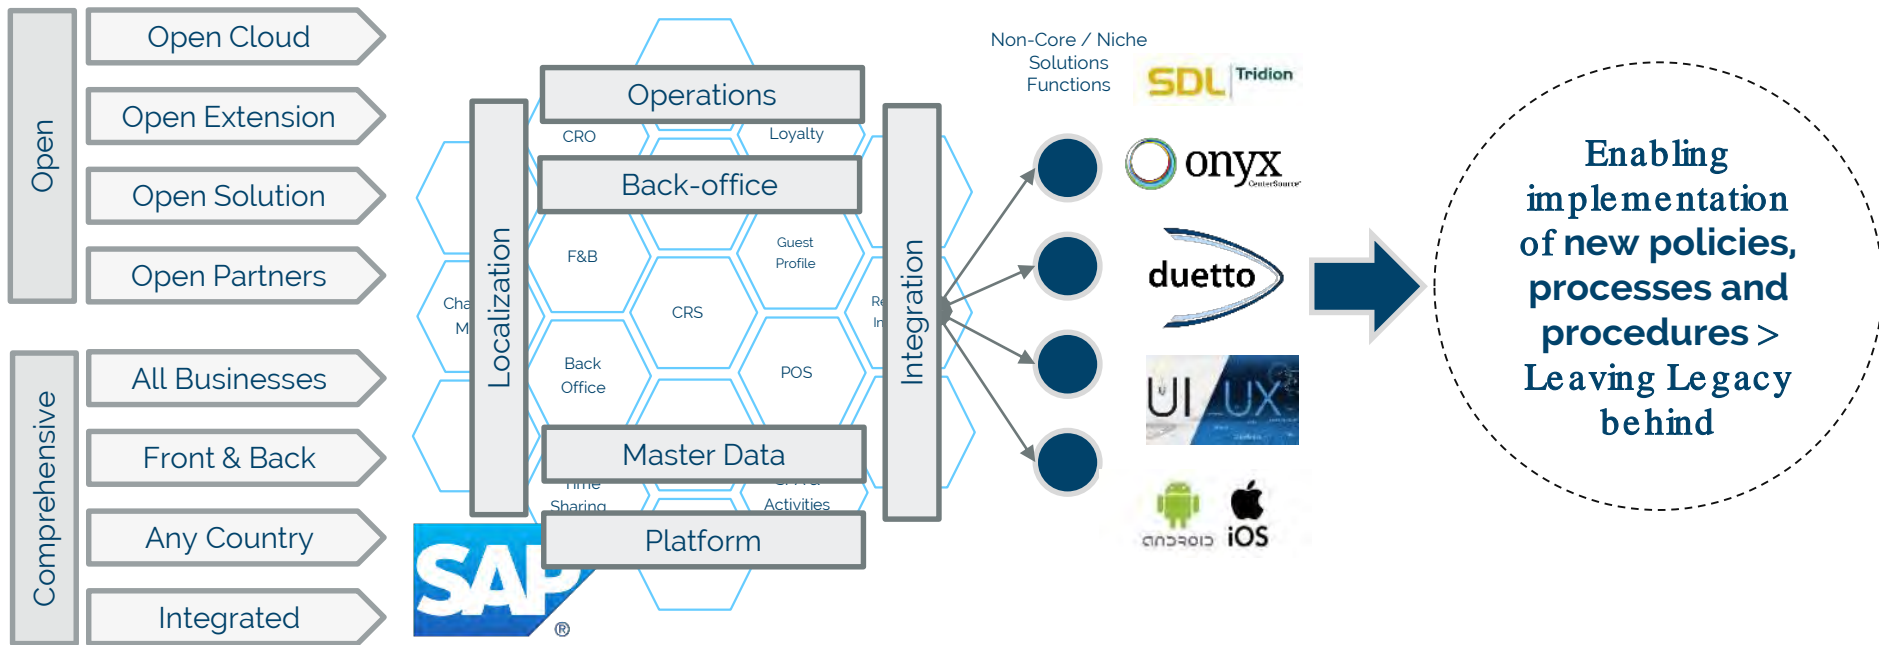 Open
Open Cloud
Open Extension
Open Solution
Open Partners
Comprehensive
All Businesses
Front & Back
Any Country
Integrated
Localization
Operations
CRO
Loyalty
Back-office
F&B
Guest
Profile
CRS
Back
Office
POS
Master Data
Time
Sharing
Activities
Platform
SAP
®
Integration
Non-Core / Niche
Solutions
Functions
SDL Tridion
onyx
CenterSource
duetto
UI UX
ANDROID
iOS
Enabling
implementation
of new policies,
processes and
procedures >
Leaving Legacy
behind